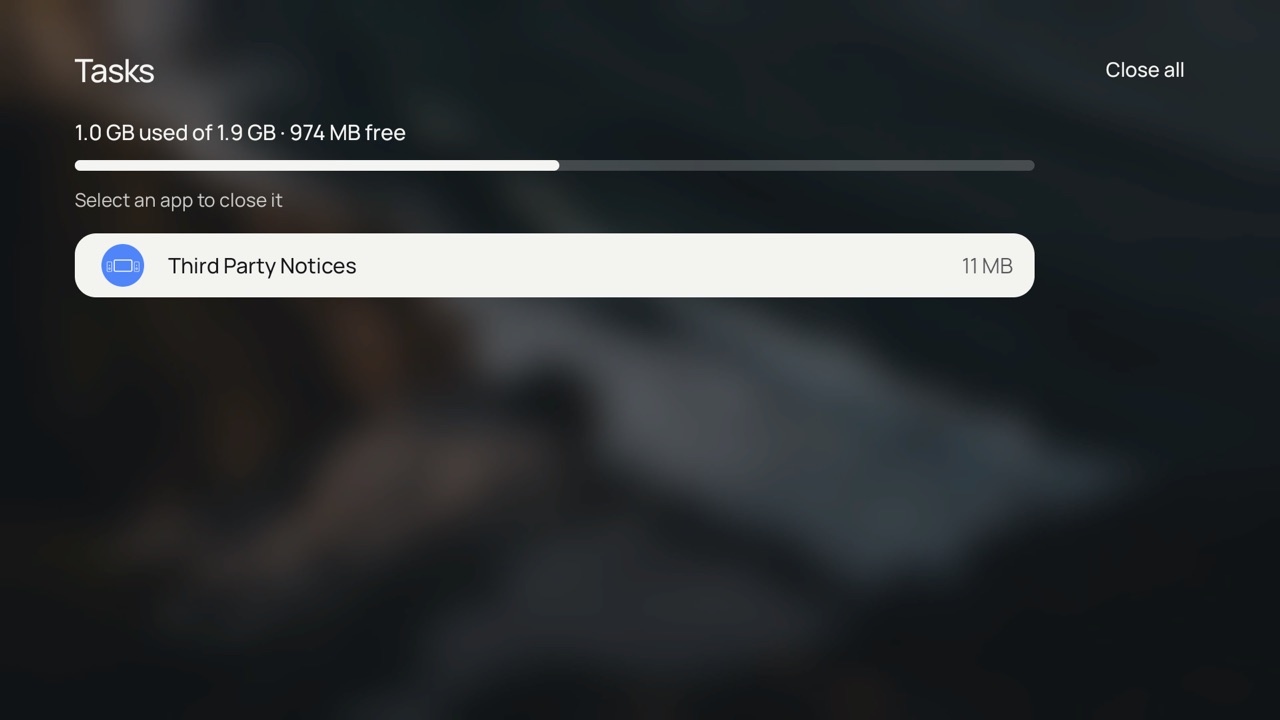 Tasks
Close all
1.0 GB used of 1.9 GB · 974 MB free
Select an app to close it
Third Party Notices
11 MB